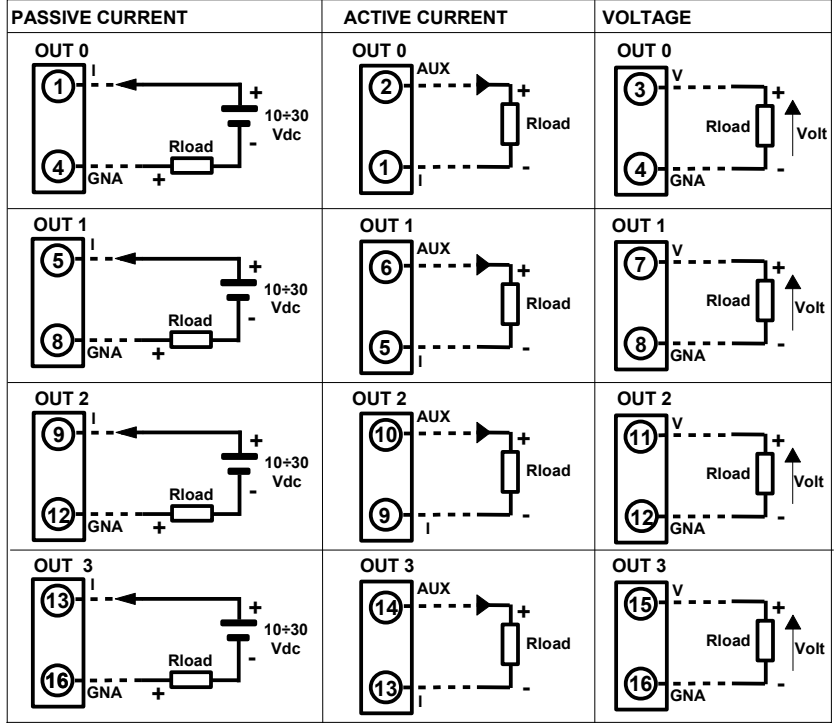 PASSIVE CURRENT
ACTIVE CURRENT
VOLTAGE
OUT 0
1
I
+
10÷30
Vdc
-
Rload
4
GNA
+
OUT 0
2
AUX
+
Rload
1
I
-
OUT 0
3
V
+
Rload
Volt
4
GNA
-
OUT 1
5
I
+
10÷30
Vdc
-
Rload
8
GNA
+
OUT 1
6
AUX
+
Rload
5
I
-
OUT 1
7
V
+
Rload
Volt
8
GNA
-
OUT 2
9
I
+
10÷30
Vdc
-
Rload
12
GNA
+
OUT 2
10
AUX
+
Rload
9
I
-
OUT 2
11
V
+
Rload
Volt
12
GNA
-
OUT 3
13
I
+
10÷30
Vdc
-
Rload
16
GNA
+
OUT 3
14
AUX
+
Rload
13
I
-
OUT 3
15
V
+
Rload
Volt
16
GNA
-